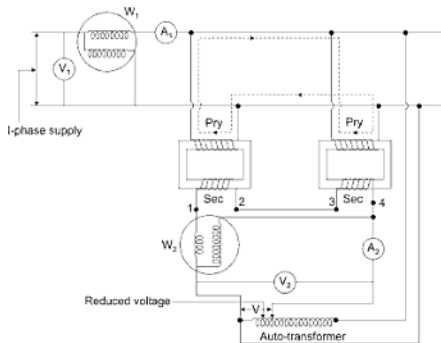 W1
A1
V1
Pry
Pry
l-phase supply
Sec
Sec
1
2
3
4
W2
A2
V2
Reduced voltage
V
Auto-transformer